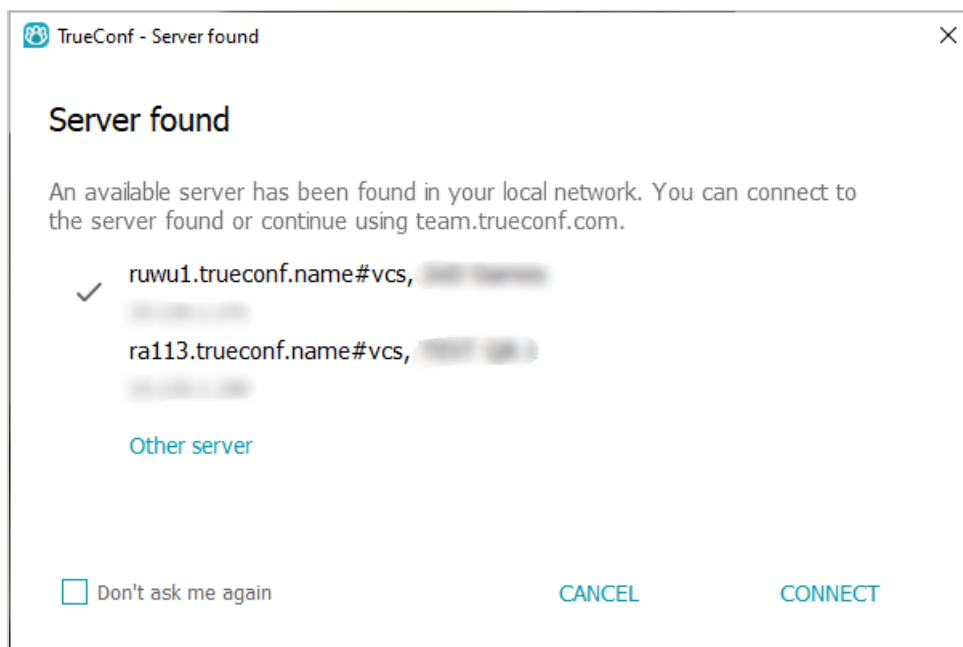 TrueConf - Server found
Server found
An available server has been found in your local network. You can connect to
the server found or continue using team.trueconf.com.
ruwu1.trueconf.name#vcs,
ra113.trueconf.name#vcs,
Other server
Don't ask me again
CANCEL
CONNECT